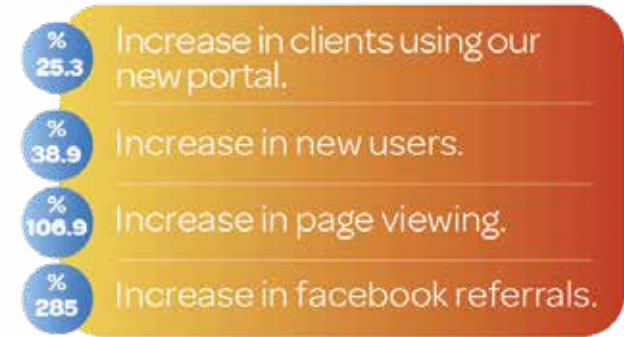 %
25.3
Increase in clients using our
new portal.
%
38.9
Increase in new users.
%
106.9
Increase in page viewing.
%
285
Increase in facebook referrals.